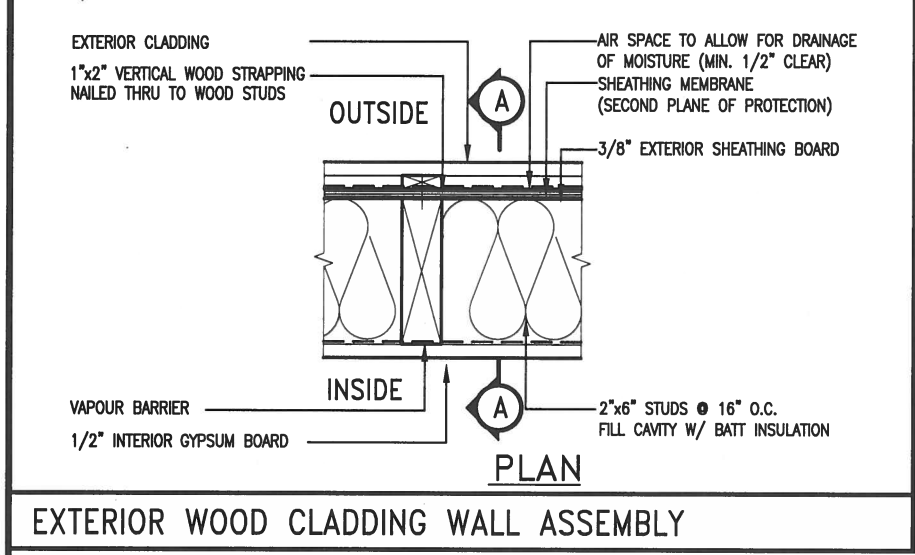 EXTERIOR CLADDING
1"x2" VERTICAL WOOD STRAPPING
NAILED THRU TO WOOD STUDS
OUTSIDE
A
AIR SPACE TO ALLOW FOR DRAINAGE
OF MOISTURE (MIN. 1/2" CLEAR)
SHEATHING MEMBRANE
(SECOND PLANE OF PROTECTION)
3/8" EXTERIOR SHEATHING BOARD
INSIDE
A
VAPOUR BARRIER
1/2" INTERIOR GYPSUM BOARD
2"x6" STUDS @ 16" O.C.
FILL CAVITY W/ BATT INSULATION
PLAN
EXTERIOR WOOD CLADDING WALL ASSEMBLY